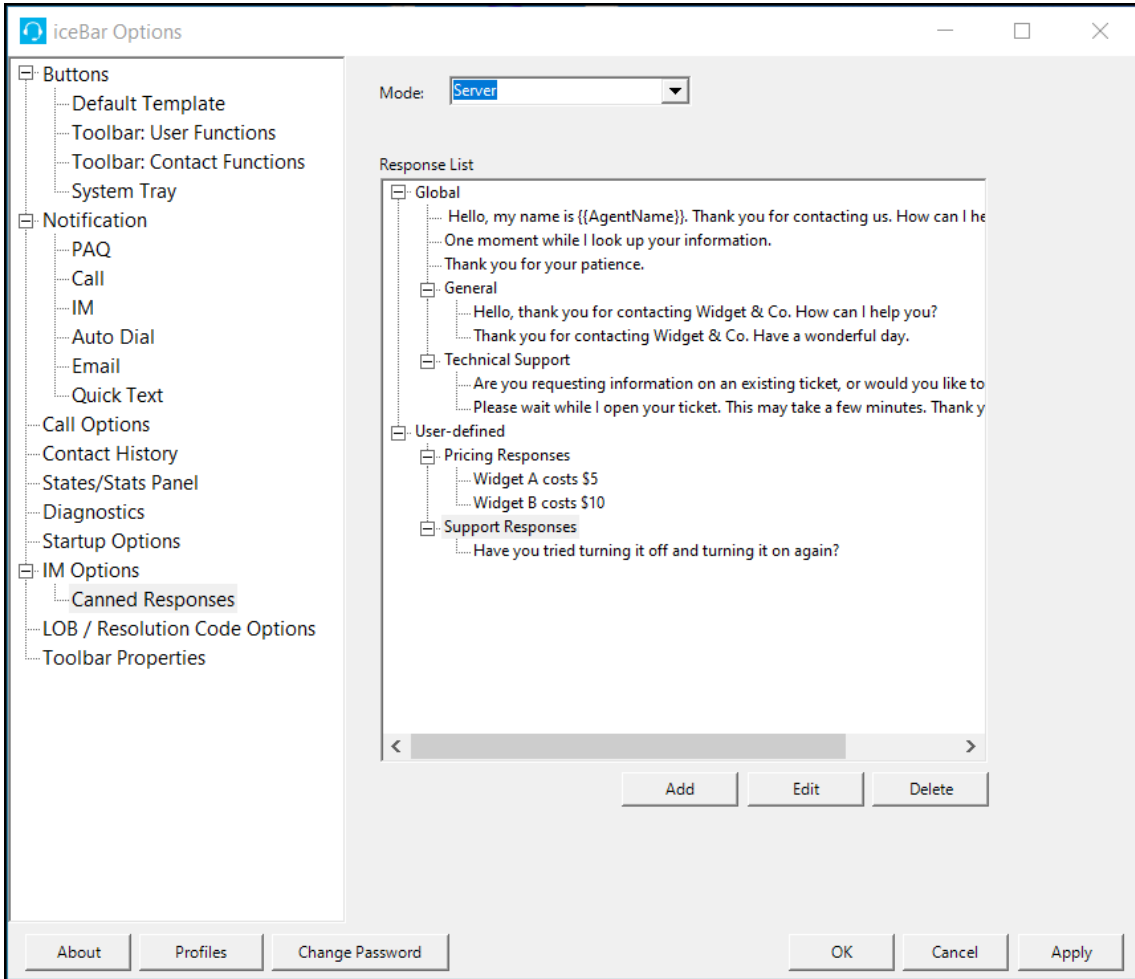 iceBar Options
Buttons
Default Template
Toolbar: User Functions
Toolbar: Contact Functions
System Tray
Notification
PAQ
Call
IM
Auto Dial
Email
Quick Text
Call Options
Contact History
States/Stats Panel
Diagnostics
Startup Options
IM Options
Canned Responses
LOB / Resolution Code Options
Toolbar Properties
Mode: Server
Response List
Global
Hello, my name is {{AgentName}}. Thank you for contacting us. How can I he
One moment while I look up your information.
Thank you for your patience.
General
Hello, thank you for contacting Widget & Co. How can I help you?
Thank you for contacting Widget & Co. Have a wonderful day.
Technical Support
Are you requesting information on an existing ticket, or would you like to
Please wait while I open your ticket. This may take a few minutes. Thank y
User-defined
Pricing Responses
Widget A costs $5
Widget B costs $10
Support Responses
Have you tried turning it off and turning it on again?
Add Edit Delete
About Profiles Change Password OK Cancel Apply